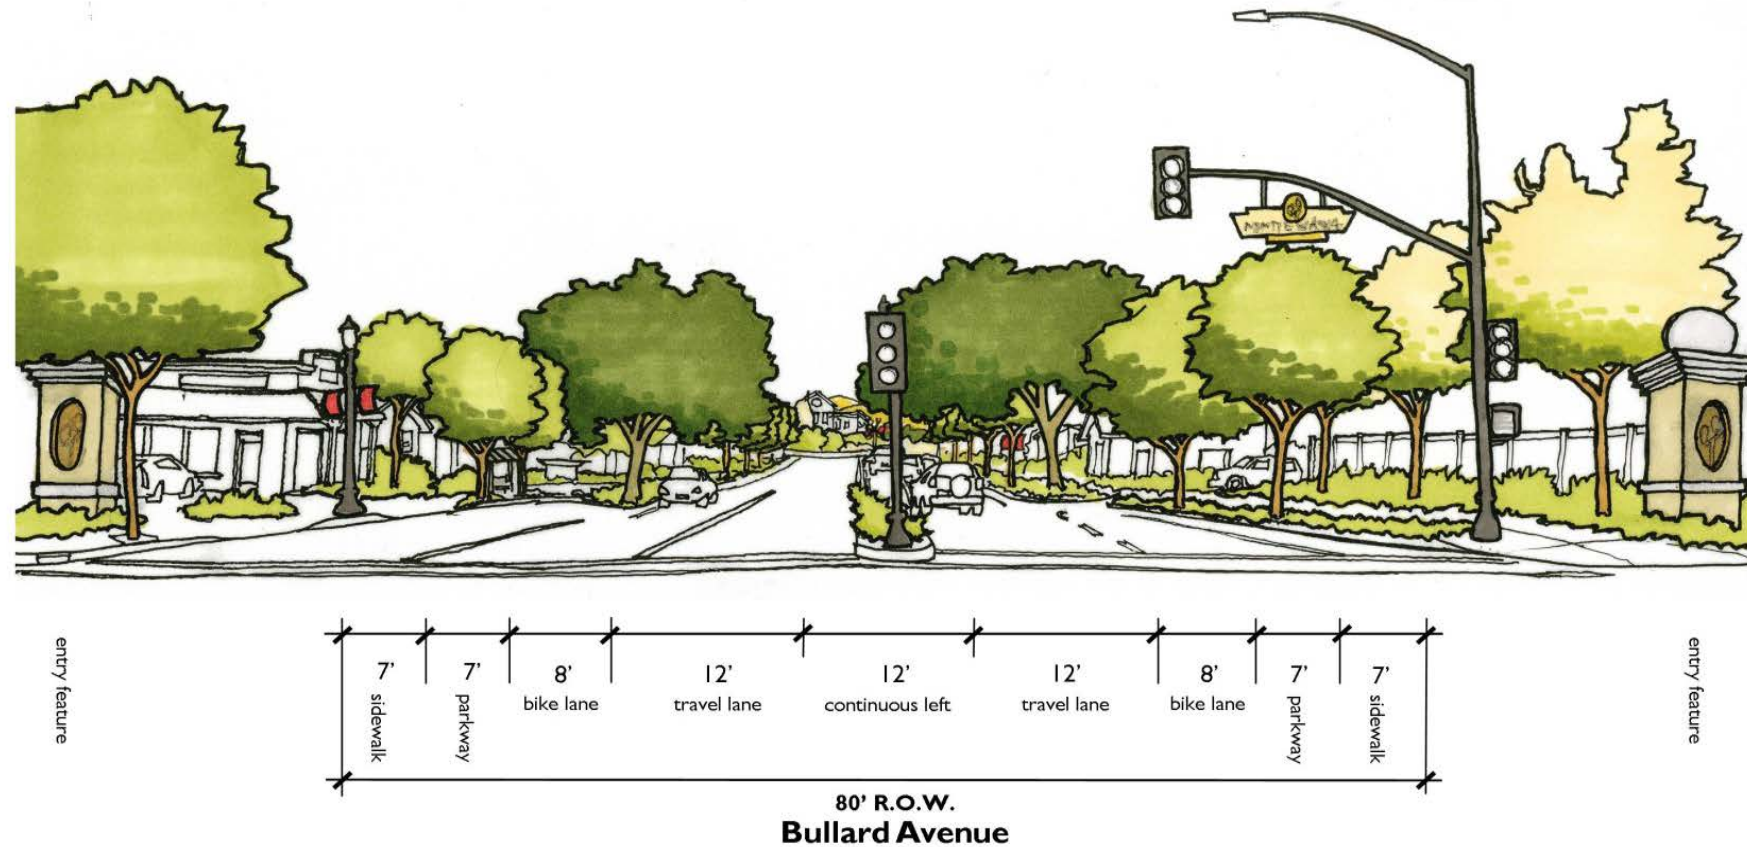 7' 7' 8' 12' 12' 12' 8' 7' 7'
sidewalk parkway bike lane travel lane continuous left travel lane bike lane parkway sidewalk
entry feature
entry feature
80' R.O.W.
Bullard Avenue